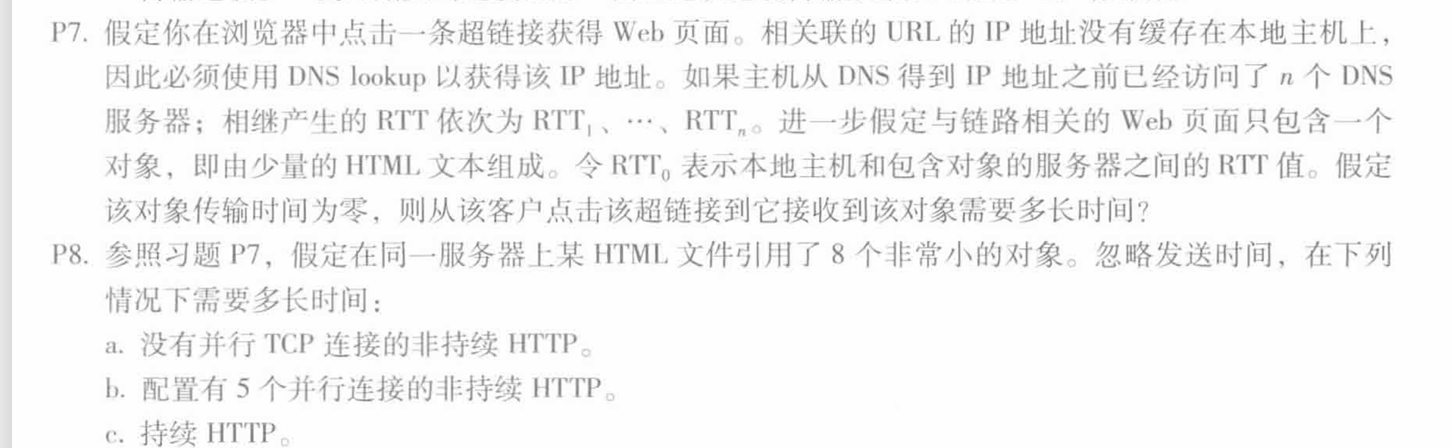 P7. 假定你在浏览器中点击一条超链接获得 Web 页面。相关联的 URL 的 IP 地址没有缓存在本地主机上，
因此必须使用 DNS lookup 以获得该 IP 地址。如果主机从 DNS 得到 IP 地址之前已经访问了 n 个 DNS
服务器；相继产生的 RTT 依次为 RTT₁、…、RTTₙ。进一步假定与链路相关的 Web 页面只包含一个
对象，即由少量的 HTML 文本组成。令 RTT₀ 表示本地主机和包含对象的服务器之间的 RTT 值。假定
该对象传输时间为零，则从该客户点击该超链接到它接收到该对象需要多长时间？
P8. 参照习题 P7，假定在同一服务器上某 HTML 文件引用了 8 个非常小的对象。忽略发送时间，在下列
情况下需要多长时间：
a. 没有并行 TCP 连接的非持续 HTTP。
b. 配置有 5 个并行连接的非持续 HTTP。
c. 持续 HTTP。